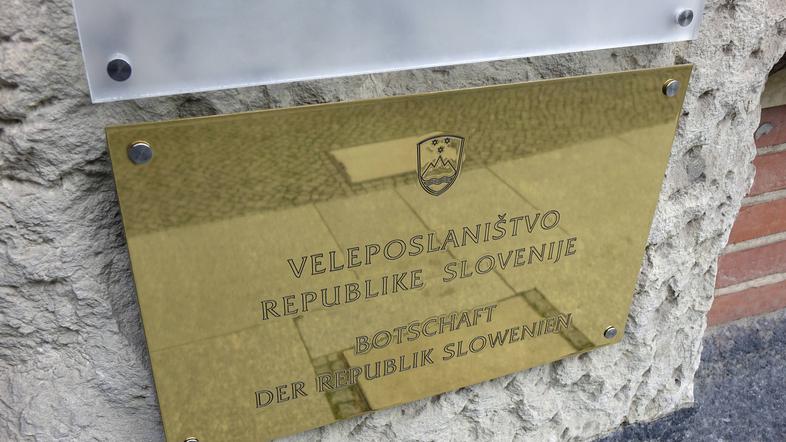 VELEPOSLANIŠTVO
REPUBLIKE SLOVENIJE
BOTSCHAFT
DER REPUBLIK SLOWENIEN